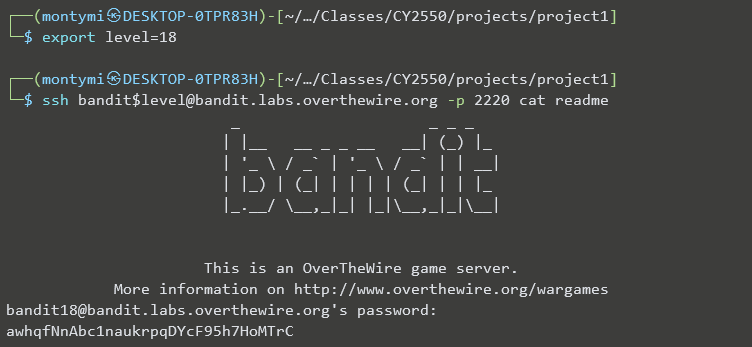 ┌──(montymi㉿DESKTOP-0TPR83H)-[~/…/Classes/CY2550/projects/project1]
└─$ export level=18
┌──(montymi㉿DESKTOP-0TPR83H)-[~/…/Classes/CY2550/projects/project1]
└─$ ssh bandit$level@bandit.labs.overthewire.org -p 2220 cat readme
bandit
This is an OverTheWire game server.
More information on http://www.overthewire.org/wargames
bandit18@bandit.labs.overthewire.org's password:
awhqfNnAbc1naukrpqDYcF95h7HoMTrC